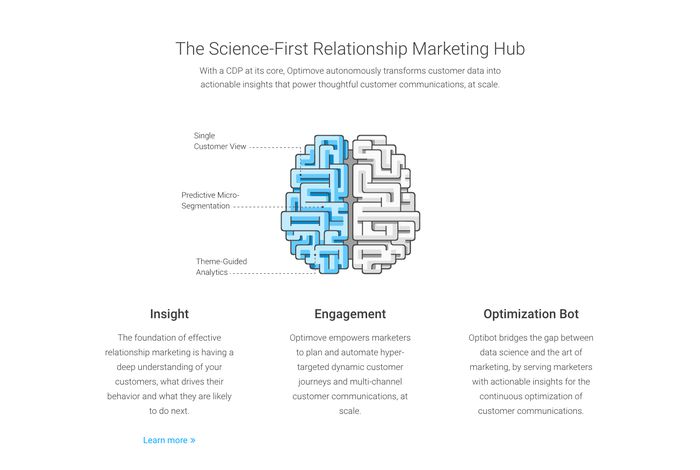 The Science-First Relationship Marketing Hub
With a CDP at its core, Optimove autonomously transforms customer data into
actionable insights that power thoughtful customer communications, at scale.
Single
Customer View
Predictive Micro-
Segmentation
Theme-Guided
Analytics
Insight
The foundation of effective
relationship marketing is having a
deep understanding of your
customers, what drives their
behavior and what they are likely
to do next.
Learn more »
Engagement
Optimove empowers marketers
to plan and automate hyper-
targeted dynamic customer
journeys and multi-channel
customer communications, at
scale.
Optimization Bot
Optibot bridges the gap between
data science and the art of
marketing, by serving marketers
with actionable insights for the
continuous optimization of
customer communications.